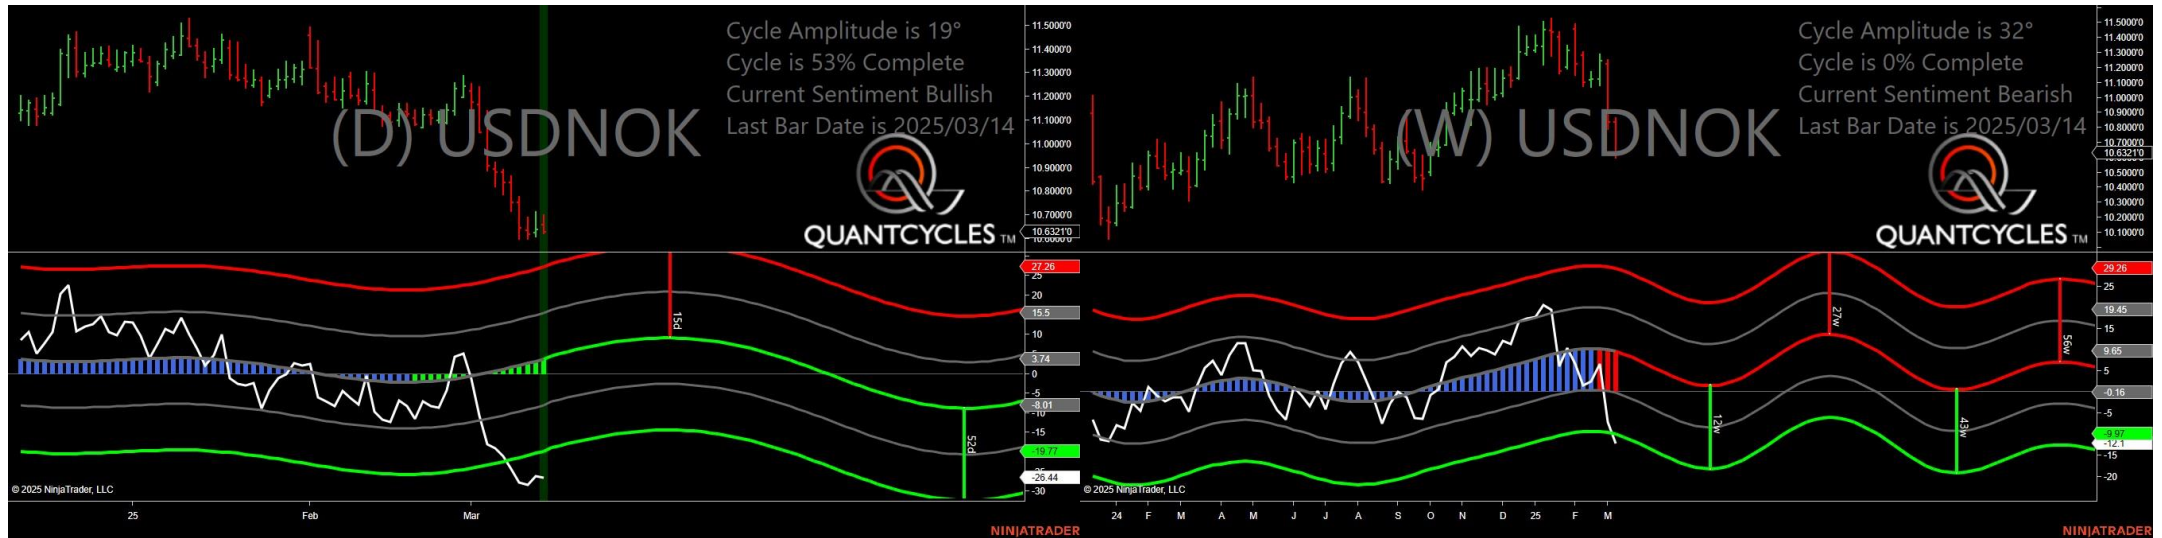 Cycle Amplitude is 19°
Cycle is 53% Complete
Current Sentiment Bullish
Last Bar Date is 2025/03/14
(D) USDNOK
QUANTCYCLES TM
11.5000'0
11.4000'0
11.3000'0
11.2000'0
11.1000'0
11.0000'0
10.9000'0
10.8000'0
10.7000'0
10.6321'0
10.6000'0
27.26
25
20
15.5
10
5
3.74
0
-5
-8.01
-10
-15
-19.77
-25
-26.44
-30
15d
52d
© 2025 NinjaTrader, LLC
25 Feb Mar
NINJATRADER
Cycle Amplitude is 32°
Cycle is 0% Complete
Current Sentiment Bearish
Last Bar Date is 2025/03/14
(W) USDNOK
QUANTCYCLES TM
11.5000'0
11.4000'0
11.3000'0
11.2000'0
11.1000'0
11.0000'0
10.9000'0
10.8000'0
10.7000'0
10.6321'0
10.5000'0
10.4000'0
10.3000'0
10.2000'0
10.1000'0
29.26
25
19.45
15
9.65
5
-0.16
-5
-9.97
-12.1
-15
-20
12w
27w
43w
56w
© 2025 NinjaTrader, LLC
24 F M A M J J A S O N D 25 F M
NINJATRADER